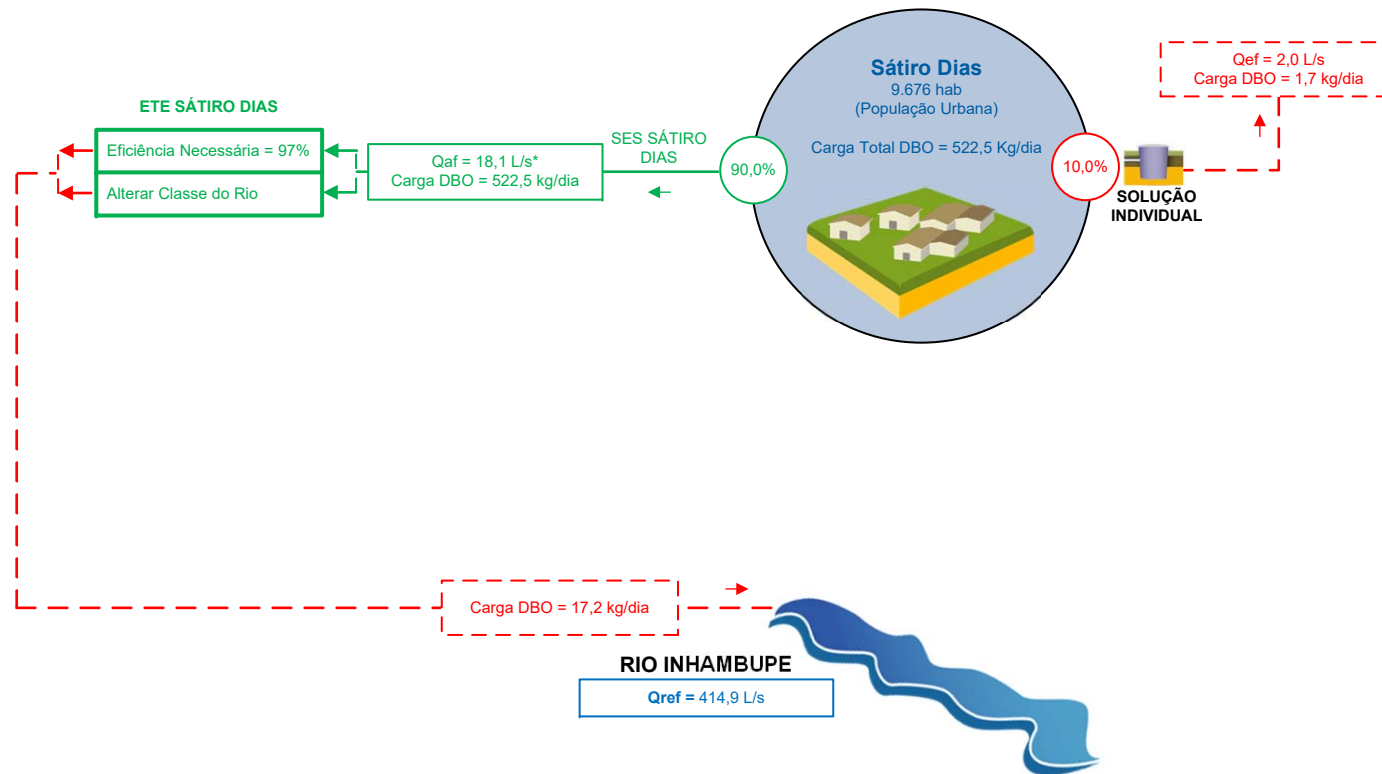 Sátiro Dias
9.676 hab
(População Urbana)
Carga Total DBO = 522,5 Kg/dia
Qef = 2,0 L/s
Carga DBO = 1,7 kg/dia
ETE SÁTIRO DIAS
Eficiência Necessária = 97%
Alterar Classe do Rio
Qaf = 18,1 L/s*
Carga DBO = 522,5 kg/dia
SES SÁTIRO
DIAS
90,0%
10,0%
SOLUÇÃO
INDIVIDUAL
Carga DBO = 17,2 kg/dia
RIO INHAMBUPE
Qref = 414,9 L/s